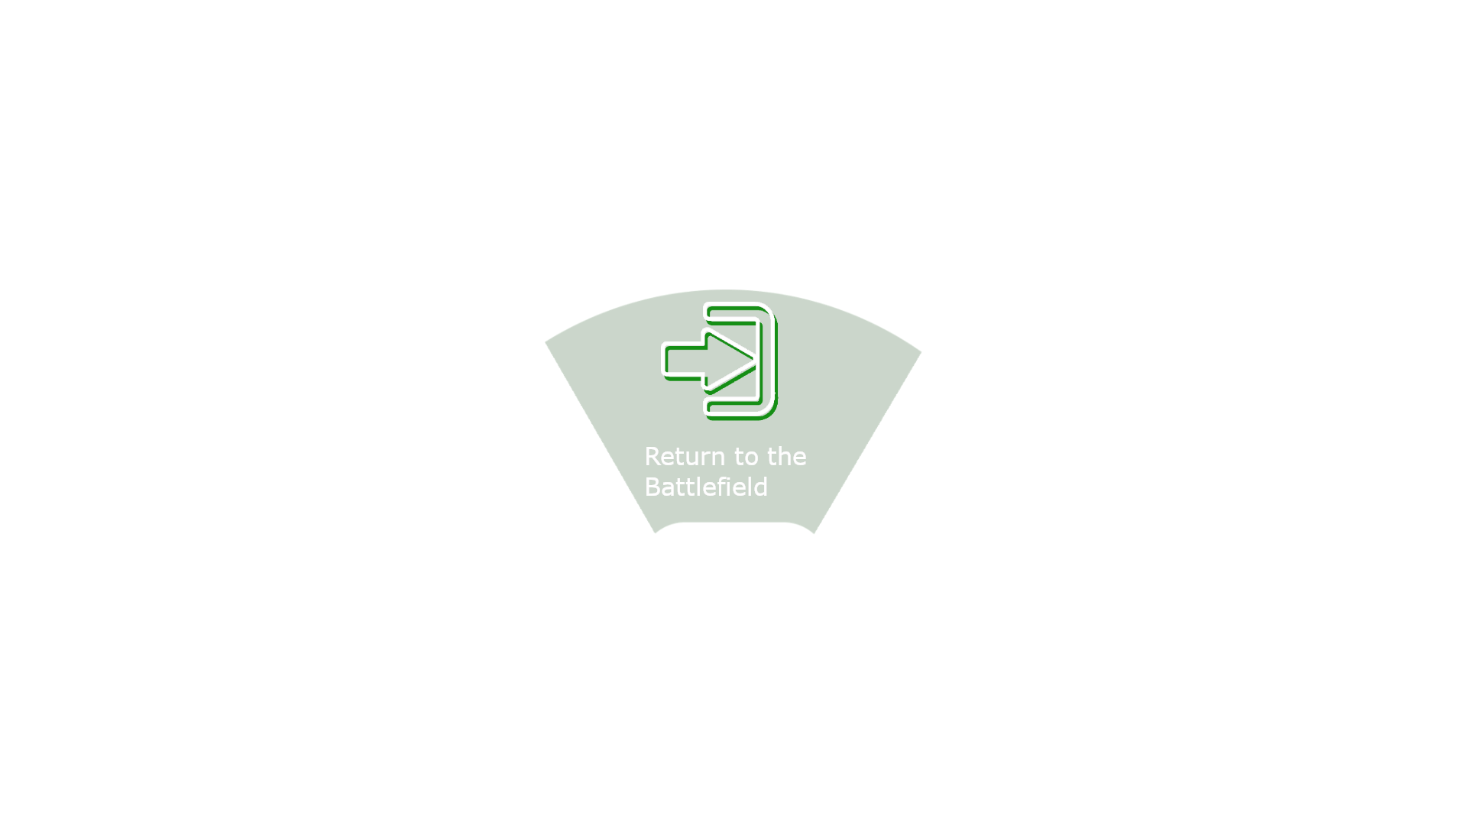 Return to the
Battlefield